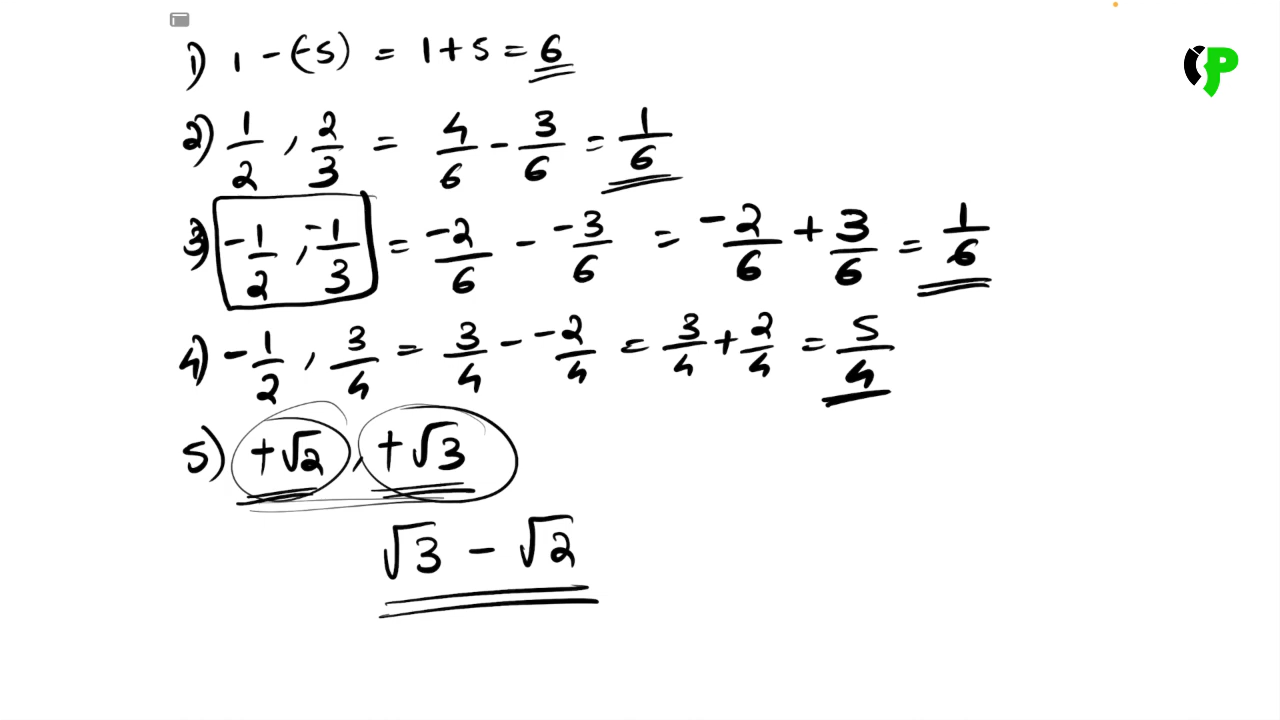 1) 1 - (-5) = 1 + 5 = 6
2) 1/2 , 2/3 = 4/6 - 3/6 = 1/6
3) -1/2 , -1/3 = -2/6 - -3/6 = -2/6 + 3/6 = 1/6
4) -1/2 , 3/4 = 3/4 - -2/4 = 3/4 + 2/4 = 5/4
5) +√2 , +√3
√3 - √2